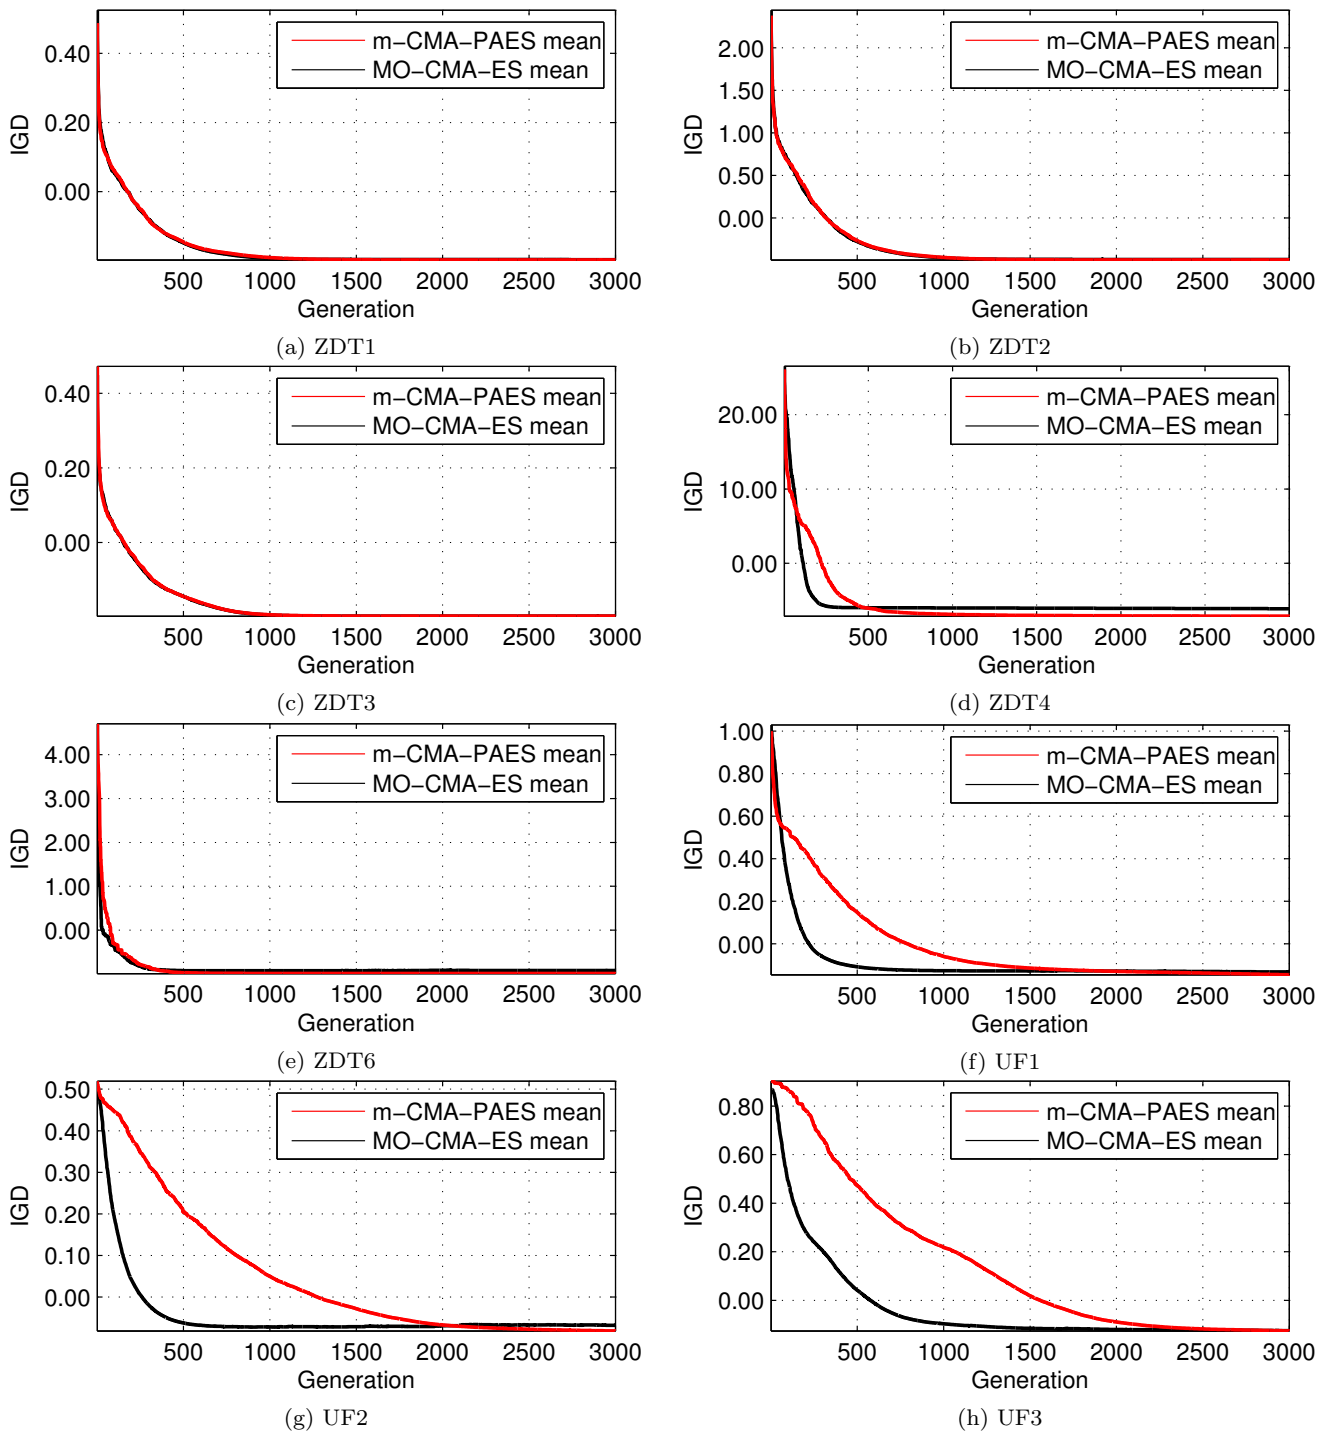 0.40
0.20
0.00
IGD
m−CMA−PAES mean
MO−CMA−ES mean
500 1000 1500 2000 2500 3000
Generation
(a) ZDT1
2.00
1.50
1.00
0.50
0.00
IGD
m−CMA−PAES mean
MO−CMA−ES mean
500 1000 1500 2000 2500 3000
Generation
(b) ZDT2
0.40
0.20
0.00
IGD
m−CMA−PAES mean
MO−CMA−ES mean
500 1000 1500 2000 2500 3000
Generation
(c) ZDT3
20.00
10.00
0.00
IGD
m−CMA−PAES mean
MO−CMA−ES mean
500 1000 1500 2000 2500 3000
Generation
(d) ZDT4
4.00
3.00
2.00
1.00
0.00
IGD
m−CMA−PAES mean
MO−CMA−ES mean
500 1000 1500 2000 2500 3000
Generation
(e) ZDT6
1.00
0.80
0.60
0.40
0.20
0.00
IGD
m−CMA−PAES mean
MO−CMA−ES mean
500 1000 1500 2000 2500 3000
Generation
(f) UF1
0.50
0.40
0.30
0.20
0.10
0.00
IGD
m−CMA−PAES mean
MO−CMA−ES mean
500 1000 1500 2000 2500 3000
Generation
(g) UF2
0.80
0.60
0.40
0.20
0.00
IGD
m−CMA−PAES mean
MO−CMA−ES mean
500 1000 1500 2000 2500 3000
Generation
(h) UF3